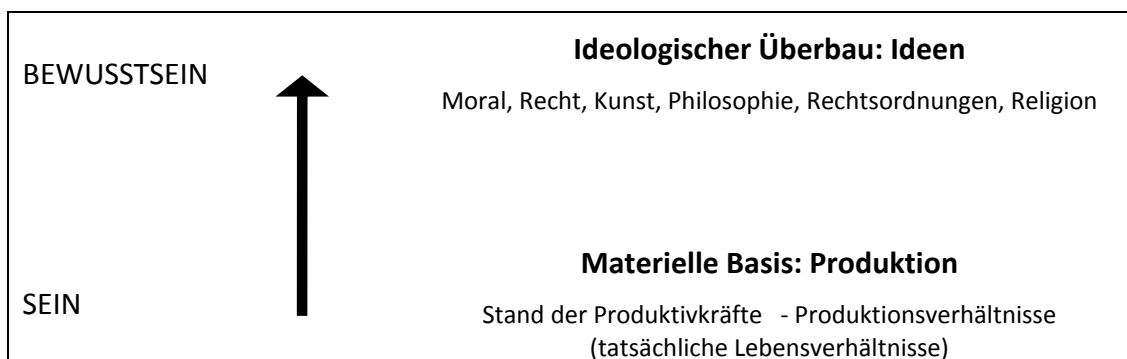 Ideologischer Überbau: Ideen
BEWUSSTSEIN
Moral, Recht, Kunst, Philosophie, Rechtsordnungen, Religion
Materielle Basis: Produktion
SEIN
Stand der Produktivkräfte - Produktionsverhältnisse
(tatsächliche Lebensverhältnisse)